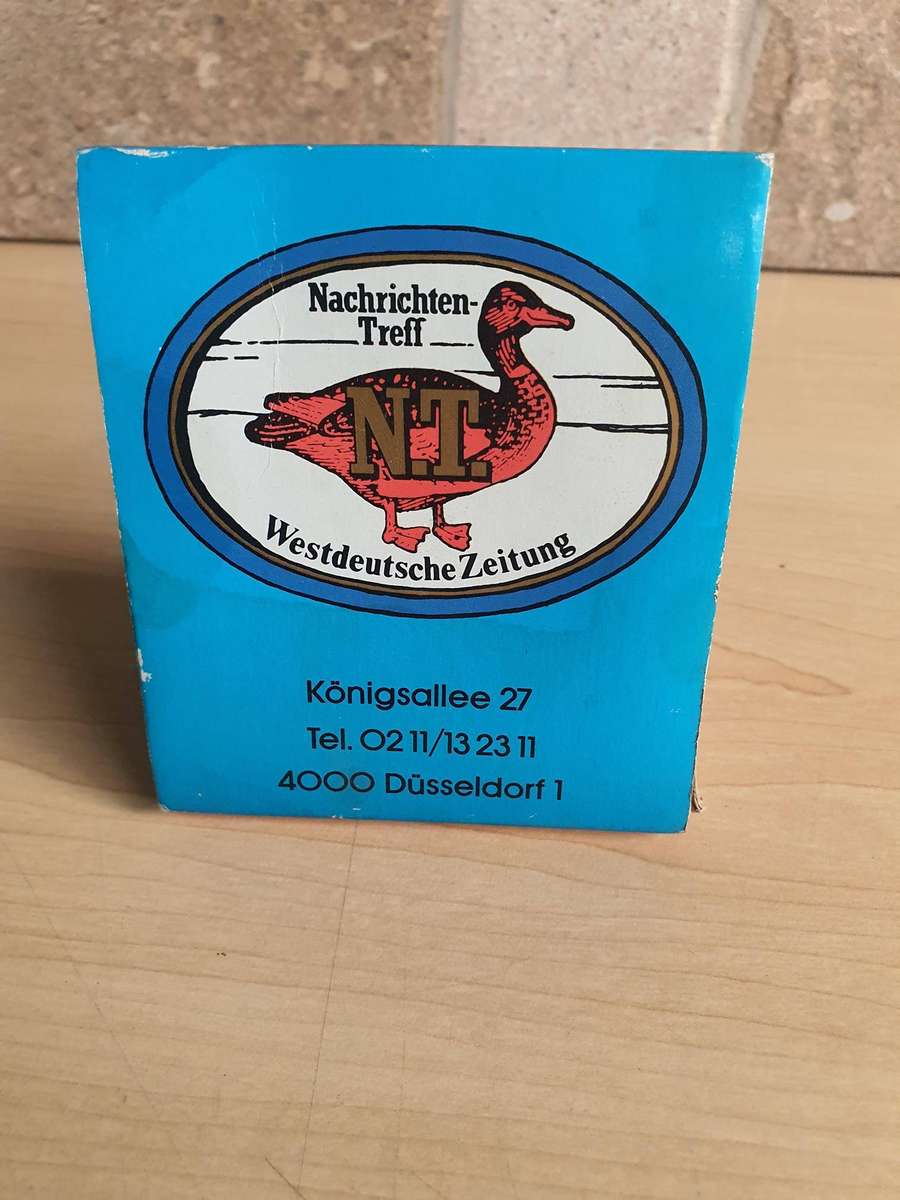 Nachrichten-
Treff
N.T.
Westdeutsche Zeitung
Königsallee 27
Tel. 02 11/13 23 11
4000 Düsseldorf 1